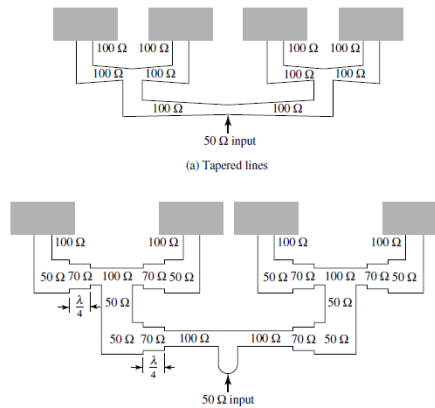 100 Ω 100 Ω 100 Ω 100 Ω
100 Ω 100 Ω 100 Ω 100 Ω
100 Ω 100 Ω
50 Ω input
(a) Tapered lines
100 Ω 100 Ω 100 Ω 100 Ω
50 Ω 70 Ω 100 Ω 70 Ω 50 Ω 50 Ω 70 Ω 100 Ω 70 Ω 50 Ω
λ/4 50 Ω 50 Ω
50 Ω 70 Ω 100 Ω 100 Ω 70 Ω 50 Ω
λ/4
50 Ω input